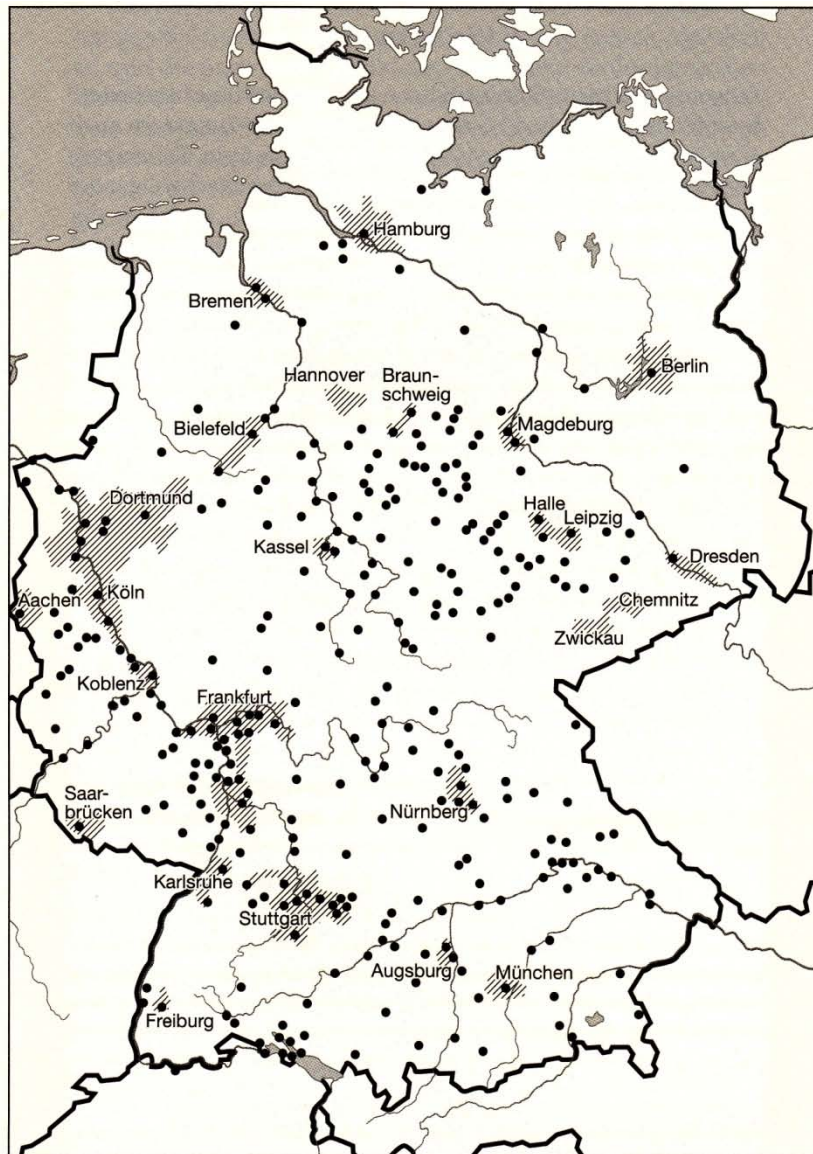 Hamburg
Bremen
Hannover
Braun-
schweig
Berlin
Bielefeld
Magdeburg
Dortmund
Halle
Leipzig
Kassel
Dresden
Aachen
Köln
Chemnitz
Zwickau
Koblenz
Frankfurt
Saar-
brücken
Nürnberg
Karlsruhe
Stuttgart
Augsburg
München
Freiburg